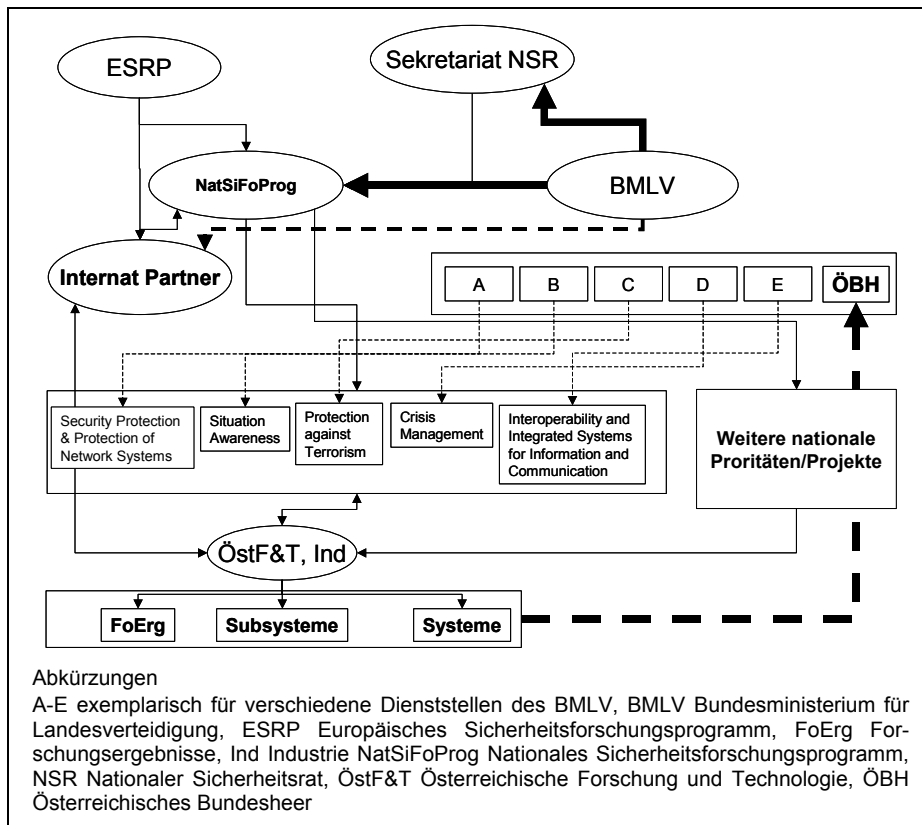 ESRP
Sekretariat NSR
NatSiFoProg
BMLV
Internat Partner
A
B
C
D
E
ÖBH
Security Protection
& Protection of
Network Systems
Situation
Awareness
Protection
against
Terrorism
Crisis
Management
Interoperability and
Integrated Systems
for Information and
Communication
Weitere nationale
Proritäten/Projekte
ÖstF&T, Ind
FoErg
Subsysteme
Systeme
Abkürzungen
A-E exemplarisch für verschiedene Dienststellen des BMLV, BMLV Bundesministerium für
Landesverteidigung, ESRP Europäisches Sicherheitsforschungsprogramm, FoErg For-
schungsergebnisse, Ind Industrie NatSiFoProg Nationales Sicherheitsforschungsprogramm,
NSR Nationaler Sicherheitsrat, ÖstF&T Österreichische Forschung und Technologie, ÖBH
Österreichisches Bundesheer